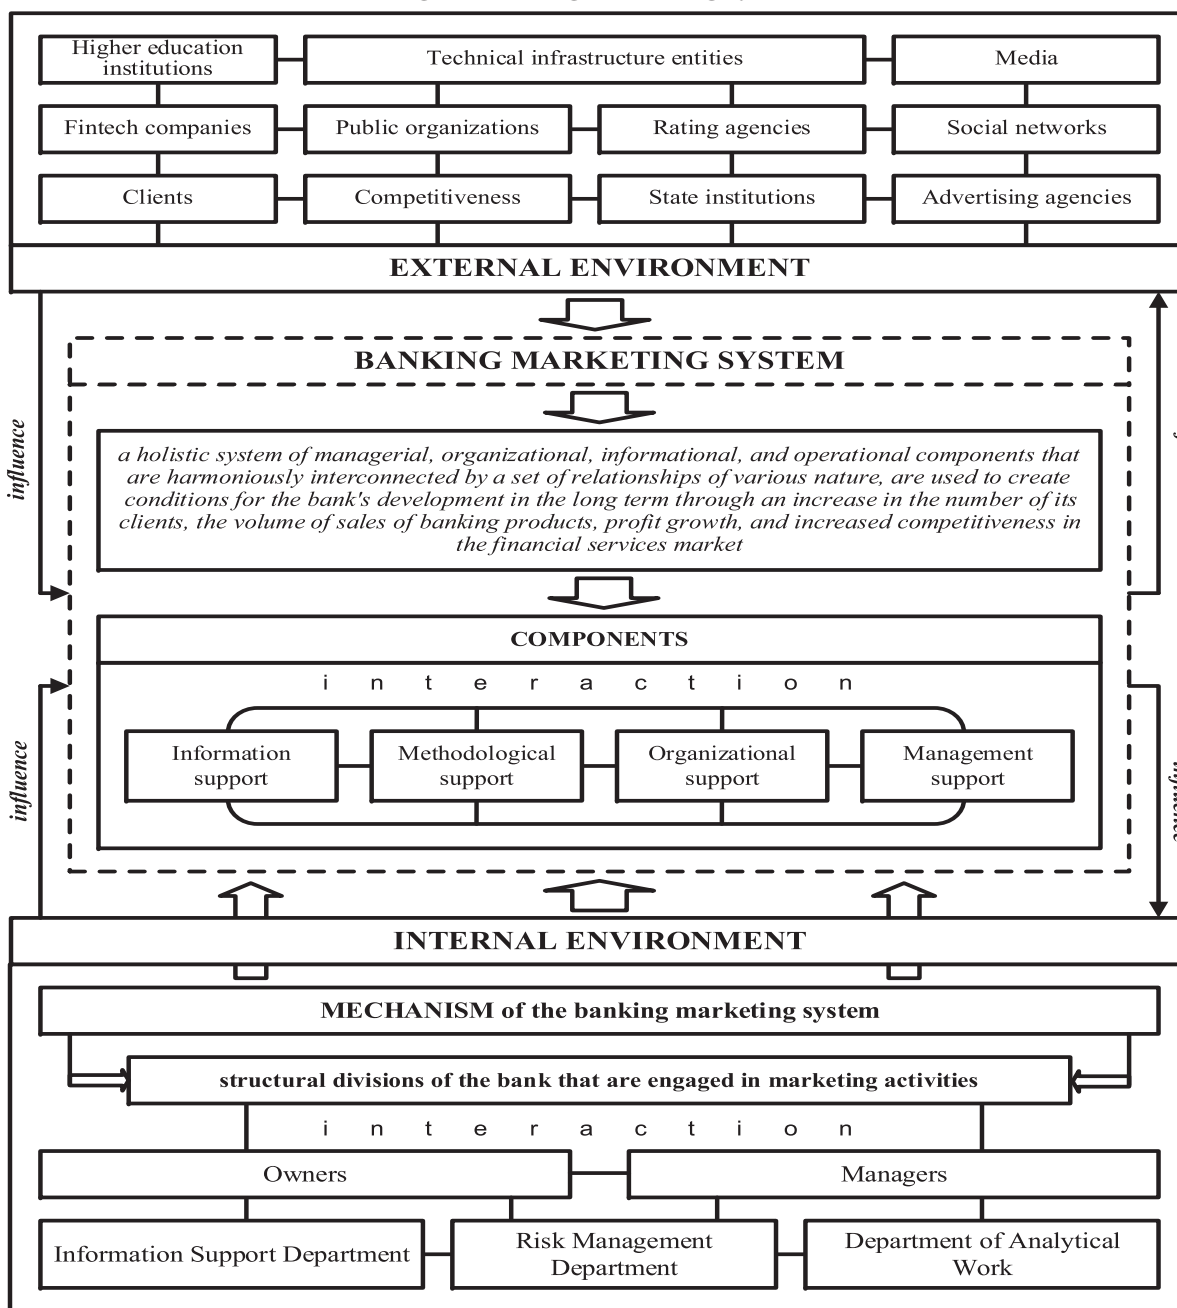 Higher education
institutions
Technical infrastructure entities
Media
Fintech companies
Public organizations
Rating agencies
Social networks
Clients
Competitiveness
State institutions
Advertising agencies
EXTERNAL ENVIRONMENT
BANKING MARKETING SYSTEM
influence
a holistic system of managerial, organizational, informational, and operational components that
are harmoniously interconnected by a set of relationships of various nature, are used to create
conditions for the bank's development in the long term through an increase in the number of its
clients, the volume of sales of banking products, profit growth, and increased competitiveness in
the financial services market
COMPONENTS
i n t e r a c t i o n
Information
support
Methodological
support
Organizational
support
Management
support
influence
influence
INTERNAL ENVIRONMENT
MECHANISM of the banking marketing system
structural divisions of the bank that are engaged in marketing activities
i n t e r a c t i o n
Owners
Managers
Information Support Department
Risk Management
Department
Department of Analytical
Work